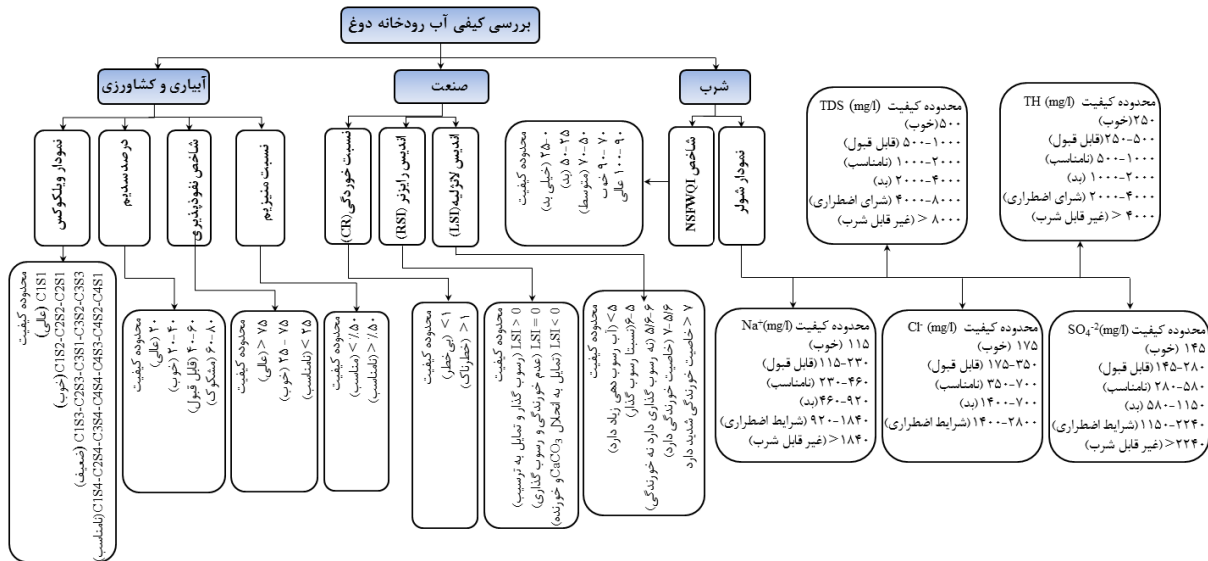 بررسی کیفی آب رودخانه دوغ
شرب
صنعت
آبیاری و کشاورزی
نمودار شولر
شاخص NSFWQI
اندیس لانژلیه(LSI)
اندیس رایزنر (RSI)
نسبت خوردگی(CR)
نسبت منیزیم
شاخص نفوذپذیری
درصدسدیم
نمودار ویلکوکس
محدوده کیفیت TH (mg/l)
۲۵۰(خوب)
۲۵۰-۵۰۰(قابل قبول)
۵۰۰-۱۰۰۰(نامناسب)
۱۰۰۰-۲۰۰۰ (بد)
۲۰۰۰-۴۰۰۰ (شرای اضطراری)
۴۰۰۰ < (غیر قابل شرب)
محدوده کیفیت TDS (mg/l)
۵۰۰(خوب)
۵۰۰-۱۰۰۰ (قابل قبول)
۱۰۰۰-۲۰۰۰ (نامناسب)
۲۰۰۰-۴۰۰۰ (بد)
۴۰۰۰-۸۰۰۰ (شرای اضطراری)
۸۰۰۰ < (غیر قابل شرب)
محدوده کیفیت SO₄⁻²(mg/l)
۱۴۵ (خوب)
۱۴۵-۲۸۰(قابل قبول)
۲۸۰-۵۸۰ (نامناسب)
۵۸۰-۱۱۵۰ (بد)
۱۱۵۰-۲۲۴۰ (شرایط اضطراری)
۲۲۴۰<(غیر قابل شرب)
محدوده کیفیت Cl⁻ (mg/l)
۱۷۵ (خوب)
۱۷۵-۳۵۰ (قابل قبول)
۳۵۰-۷۰۰ (نامناسب)
۱۴۰۰-۷۰۰ (بد)
۱۴۰۰-۲۸۰۰ (شرایط اضطراری)
محدوده کیفیت Na⁺(mg/l)
۱۱۵ (خوب)
۱۱۵-۲۳۰ (قابل قبول)
۲۳۰-۴۶۰ (نامناسب)
۴۶۰-۹۲۰(بد)
۹۲۰-۱۸۴۰ (شرایط اضطراری)
۱۸۴۰<(غیر قابل شرب)
محدوده کیفیت
۰-۲۵ (خیلی بد)
۲۵-۵۰ (بد)
۵۰-۷۰ (متوسط)
۷۰ - ۹۰ خوب
۹۰ -۱۰۰ عالی
محدوده کیفیت
۵> (آب رسوب دهی زیاد دارد)
۵-۶(نسبتا رسوب گذار)
۶-۵/۶ (نه رسوب گذاری دارد نه خورندگی)
۵/۶-۷ (خاصیت خورندگی دارد)
۷ < خاصیت خورندگی شدید دارد
محدوده کیفیت
LSI > 0 (رسوب گذار و تمایل به ترسیب)
LSI = 0 (عدم خورندگی و رسوب گذاری)
LSI < 0 (تمایل به انحلال CaCO₃ و خورنده)
محدوده کیفیت
۱> (بی‌خطر)
۱< (خطرناک)
محدوده کیفیت
۵۰٪> (مناسب)
۵۰٪< (نامناسب)
محدوده کیفیت
۷۵ < (عالی)
۲۵ - ۷۵ (خوب)
۲۵ > (نامناسب)
محدوده کیفیت
۲۰> (عالی)
۲۰-۴۰ (خوب)
۴۰-۶۰ (قابل قبول)
۶۰-۸۰ (مشکوک)
محدوده کیفیت
C1S1 (عالی)
C1S2-C2S2-C2S1 (خوب)
C1S3-C2S3-C3S1-C3S2-C3S3 (ضعیف)
C1S4-C2S4-C3S4-C4S4-C4S3-C4S2-C4S1(نامناسب)